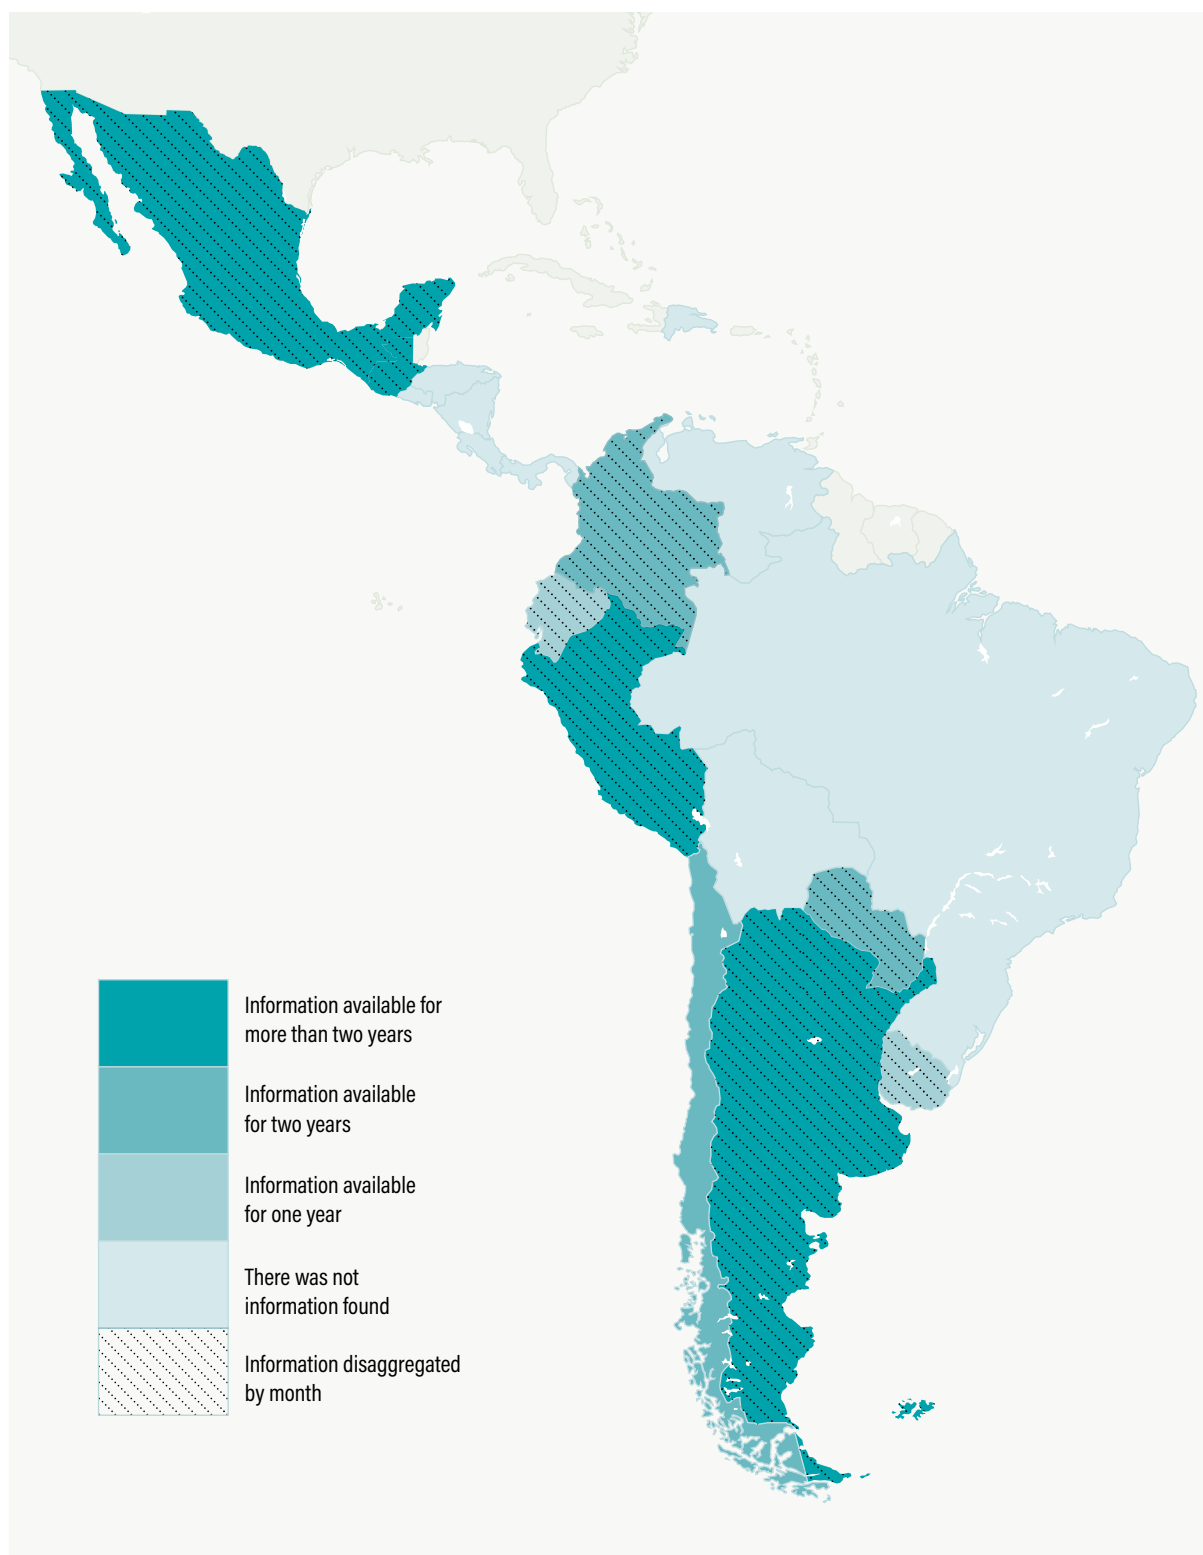 Information available for
more than two years
Information available
for two years
Information available
for one year
There was not
information found
Information disaggregated
by month